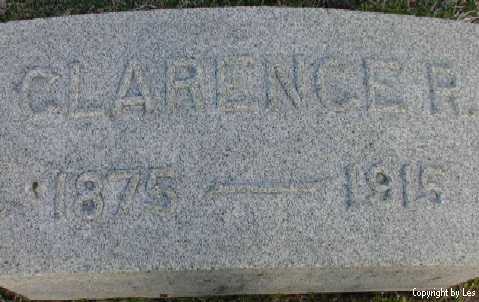 CLARENCE R.
1875 — 1915
Copyright by Les